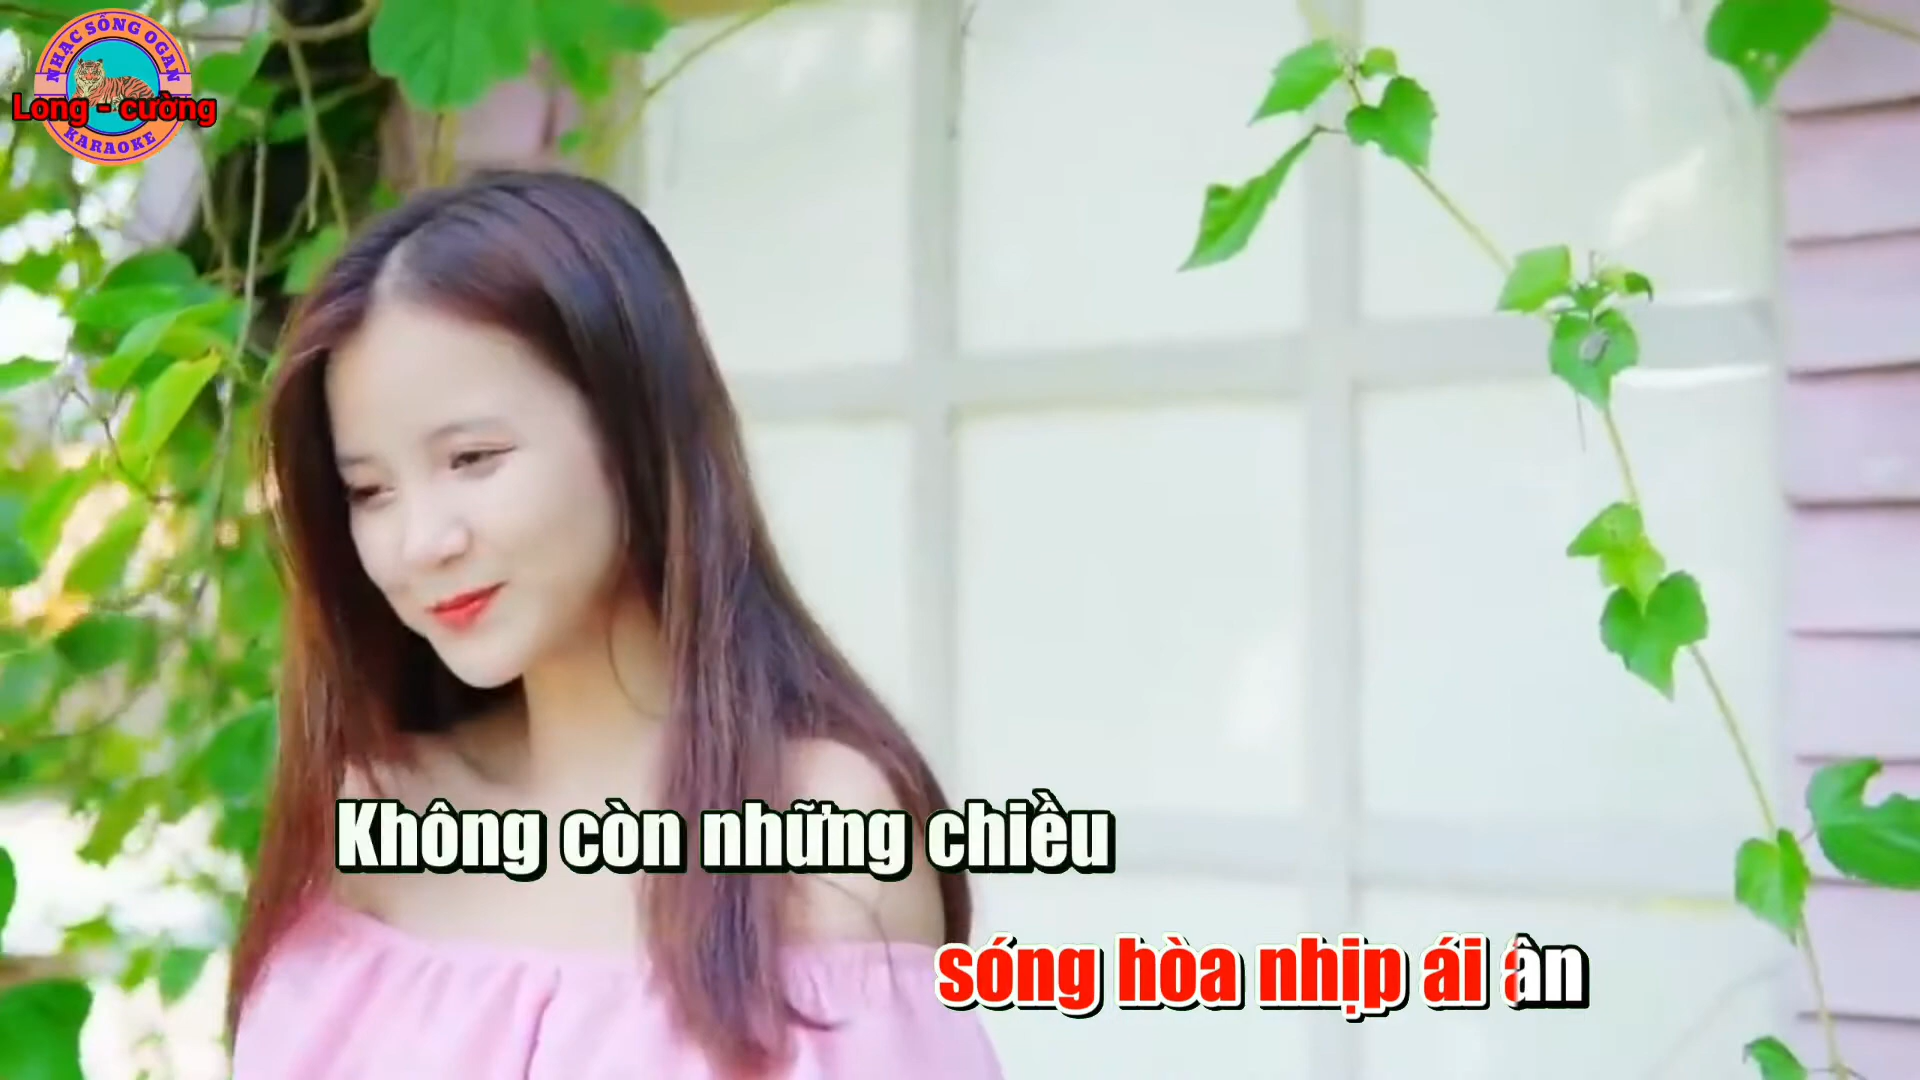 NHẠC SỐNG OGAN
Long - cường
KARAOKE
Không còn những chiều
sóng hòa nhịp ái ân